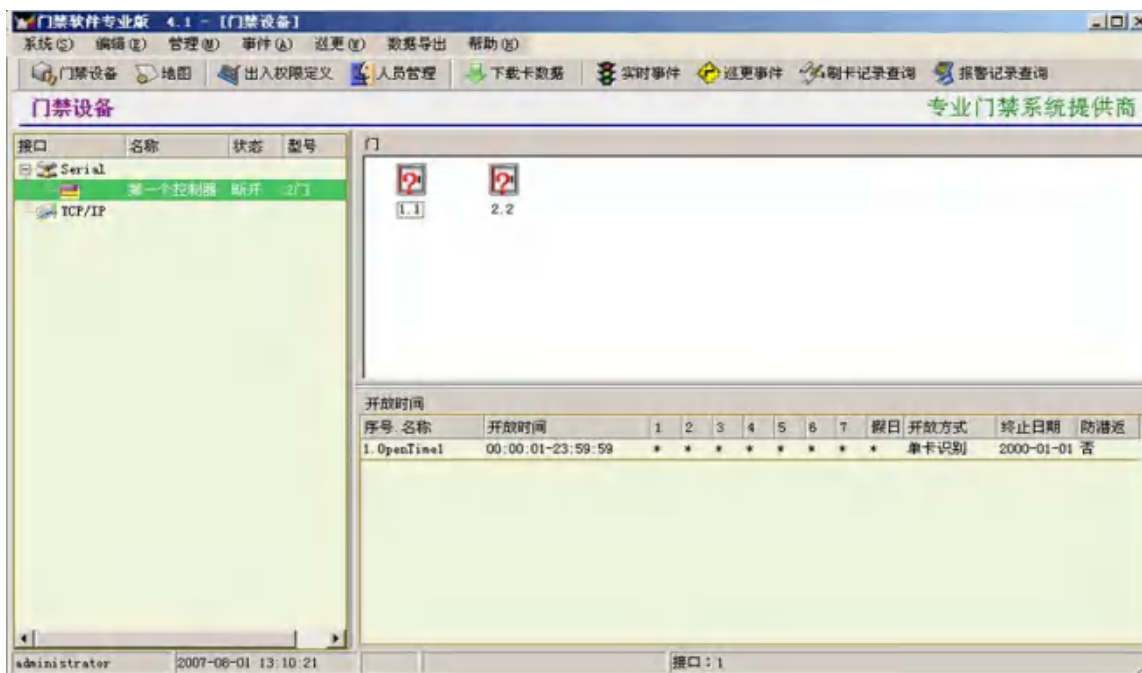 门禁软件专业版 4.1 - [门禁设备]
系统(S) 编辑(E) 管理(M) 事件(A) 巡更(X) 数据导出 帮助(H)
门禁设备 地图 出入权限定义 人员管理 下载卡数据 实时事件 巡更事件 刷卡记录查询 报警记录查询
门禁设备 专业门禁系统提供商
接口 名称 状态 型号
Serial
第一个控制器 断开 2门
TCP/IP
门
1.1 2.2
开放时间
序号.名称 开放时间 1 2 3 4 5 6 7 假日 开放方式 终止日期 防潜返
1.OpenTime1 00:00:01-23:59:59 * * * * * * * * 单卡识别 2000-01-01 否
administrator 2007-08-01 13:10:21 接口：1